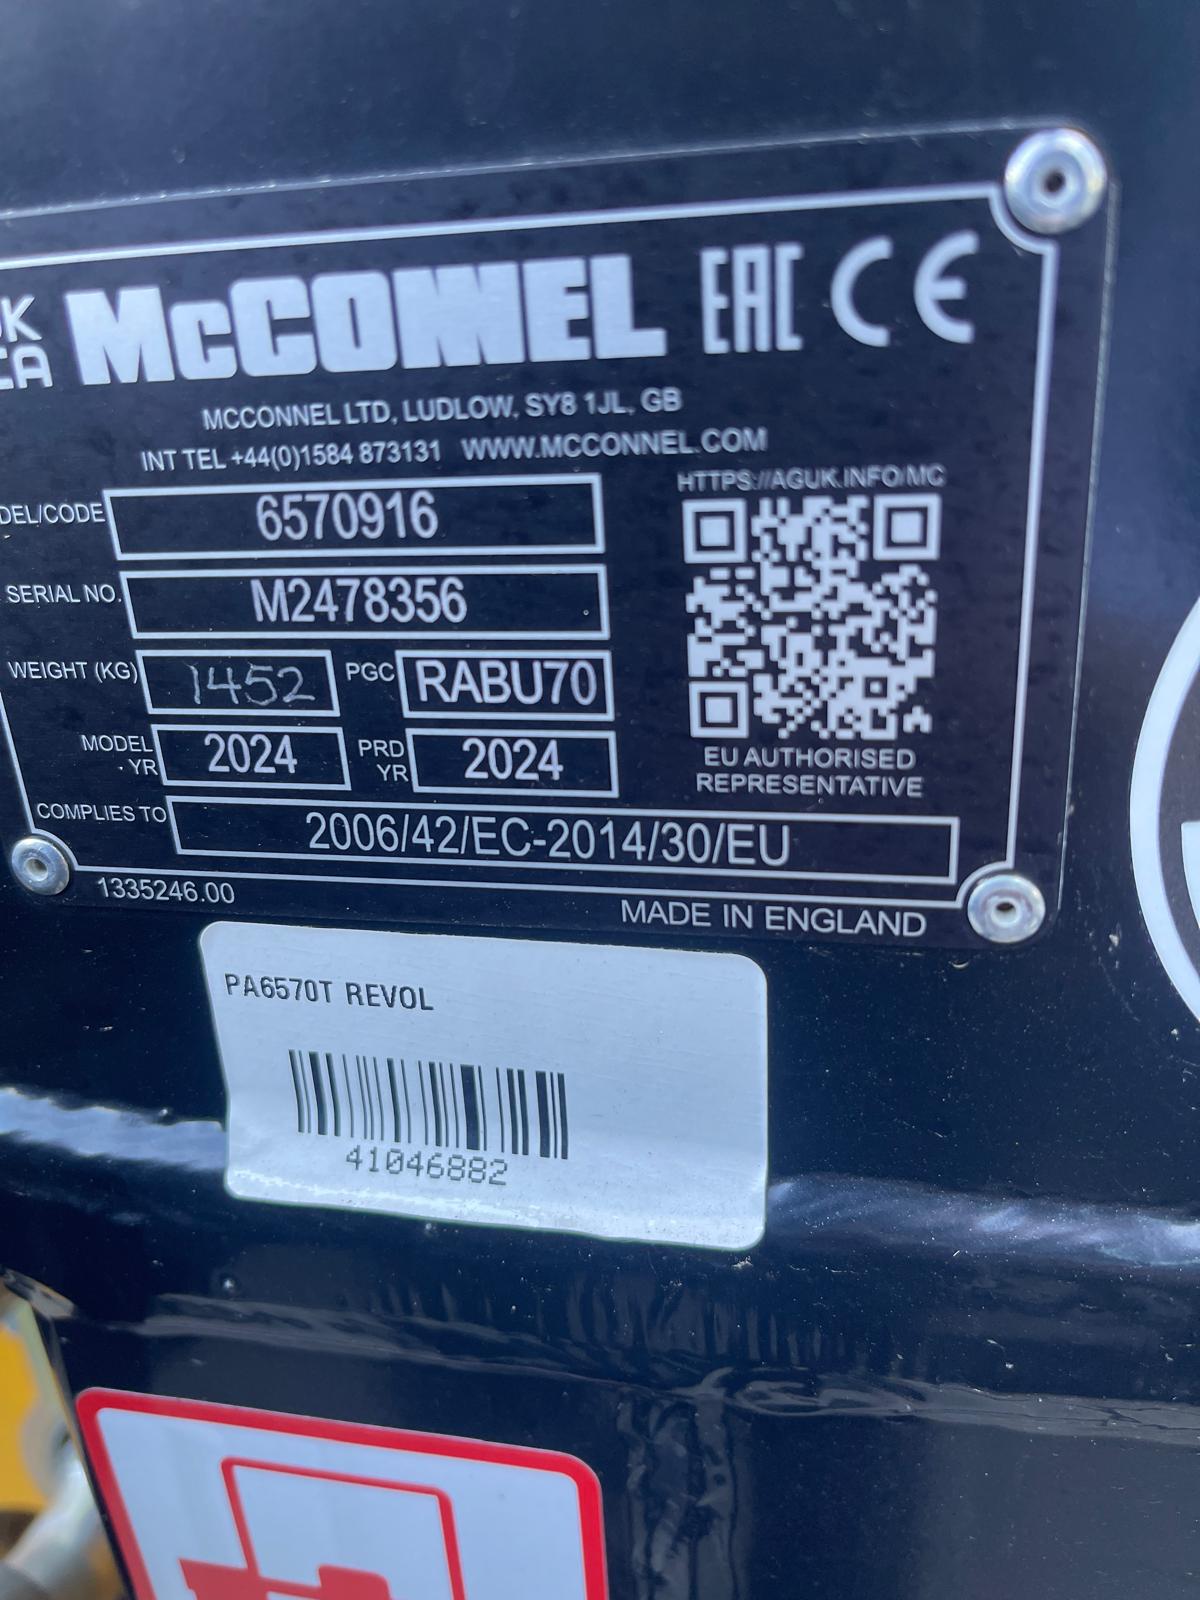 McCONNEL EAC CE
MCCONNEL LTD, LUDLOW, SY8 1JL, GB
INT TEL +44(0)1584 873131 WWW.MCCONNEL.COM
HTTPS://AGUK.INFO/MC
DEL/CODE 6570916
SERIAL NO. M2478356
WEIGHT (KG) 1452 PGC RABU70
MODEL YR 2024 PRD YR 2024
EU AUTHORISED
REPRESENTATIVE
COMPLIES TO 2006/42/EC-2014/30/EU
1335246.00
MADE IN ENGLAND
PA6570T REVOL
41046882